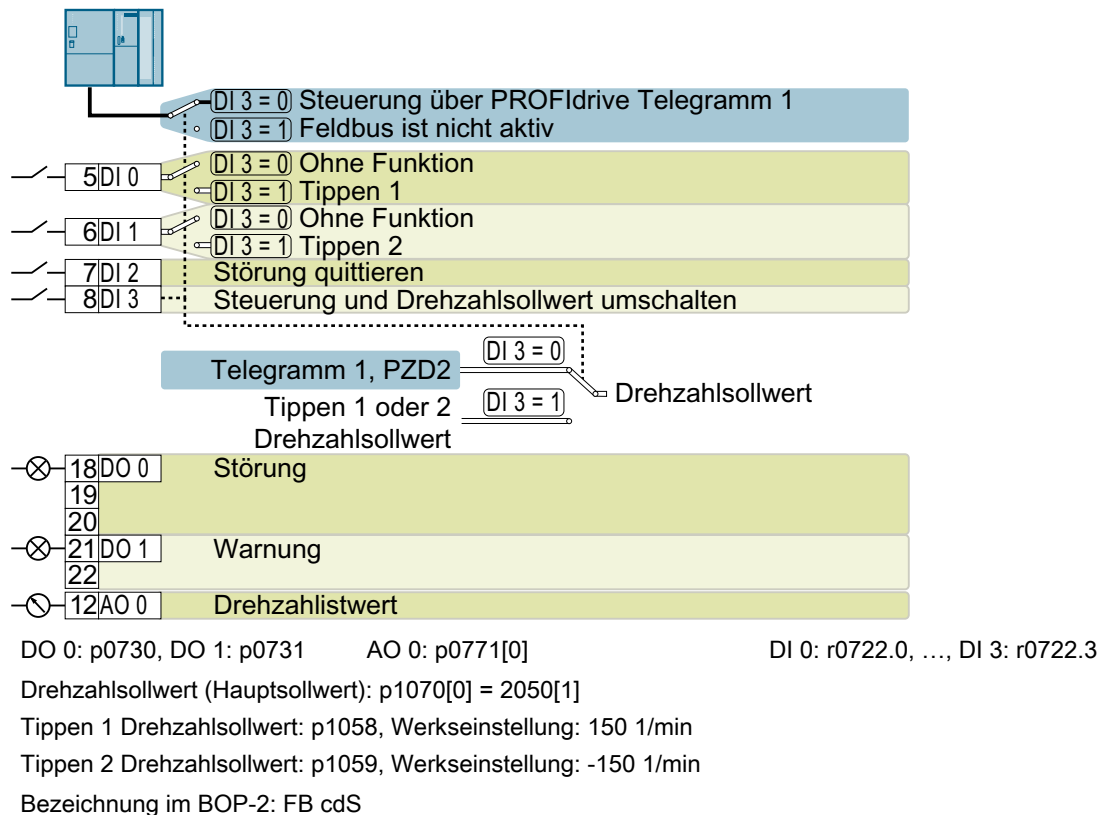 DI 3 = 0 Steuerung über PROFIdrive Telegramm 1
DI 3 = 1 Feldbus ist nicht aktiv
5 DI 0 DI 3 = 0 Ohne Funktion
DI 3 = 1 Tippen 1
6 DI 1 DI 3 = 0 Ohne Funktion
DI 3 = 1 Tippen 2
7 DI 2 Störung quittieren
8 DI 3 Steuerung und Drehzahlsollwert umschalten
Telegramm 1, PZD2 DI 3 = 0
Drehzahlsollwert
Tippen 1 oder 2 DI 3 = 1
Drehzahlsollwert
18 DO 0 Störung
19
20
21 DO 1 Warnung
22
12 AO 0 Drehzahlistwert
DO 0: p0730, DO 1: p0731 AO 0: p0771[0] DI 0: r0722.0, …, DI 3: r0722.3
Drehzahlsollwert (Hauptsollwert): p1070[0] = 2050[1]
Tippen 1 Drehzahlsollwert: p1058, Werkseinstellung: 150 1/min
Tippen 2 Drehzahlsollwert: p1059, Werkseinstellung: -150 1/min
Bezeichnung im BOP-2: FB cdS